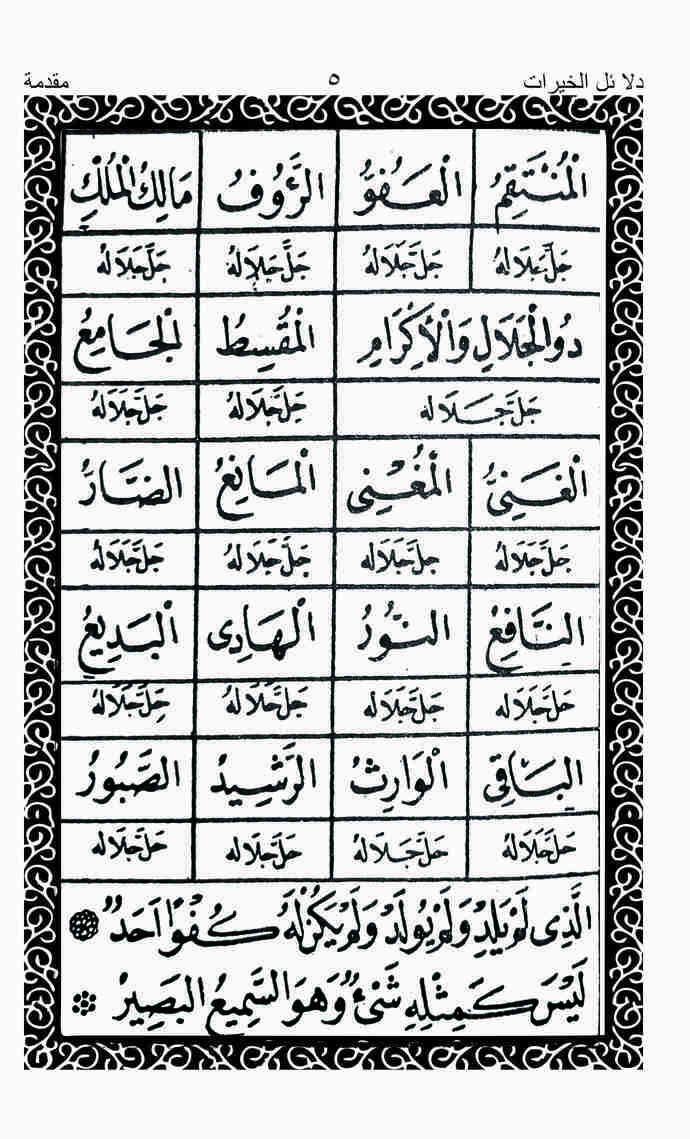 دلا ئل الخيرات ٥ مقدمة
الْمُنْتَقِمُ الْعَفُوُّ الرَّؤُفُ مَالِكُ الْمُلْكِ
جَلَّ جَلَالُهُ جَلَّ جَلَالُهُ جَلَّ جَلَالُهُ جَلَّ جَلَالُهُ
ذُوالْجَلَالِ وَالْاِكْرَامِ الْمُقْسِطُ الْجَامِعُ
جَلَّ جَلَالُه جَلَّ جَلَالُهُ جَلَّ جَلَالُهُ
الْغَنِيُّ الْمُغْنِى الْمَانِعُ الضَّارُّ
جَلَّ جَلَالُهُ جَلَّ جَلَالُه جَلَّ جَلَالُهُ جَلَّ جَلَالُهُ
النَّافِعُ النُّورُ الْهَادِى الْبَدِيعُ
جَلَّ جَلَالُه جَلَّ جَلَالُه جَلَّ جَلَالُهُ جَلَّ جَلَالُهُ
الْبَاقِى الْوَارِثُ الرَّشِيدُ الصَّبُورُ
جَلَّ جَلَالُهُ جَلَّ جَلَالُه جَلَّ جَلَالُه جَلَّ جَلَالُه
الَّذِى لَمْ يَلِدْ وَلَمْ يُولَدْ وَلَمْ يَكُنْ لَهُ كُفُوًا اَحَدٌ
لَيْسَ كَمِثْلِهِ شَىْءٌ وَهُوَ السَّمِيعُ الْبَصِيرُ